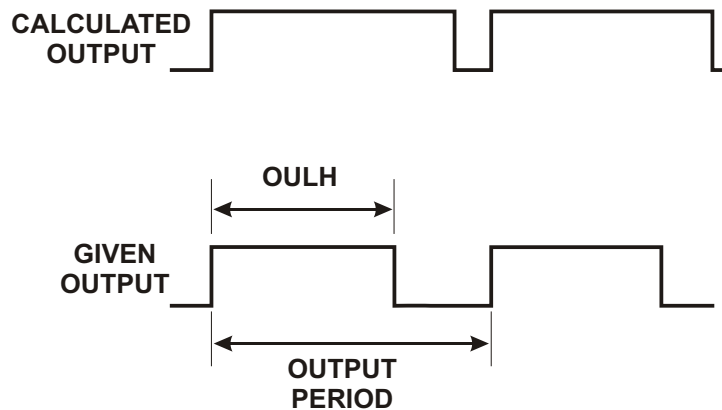 CALCULATED
OUTPUT
OULH
GIVEN
OUTPUT
OUTPUT
PERIOD